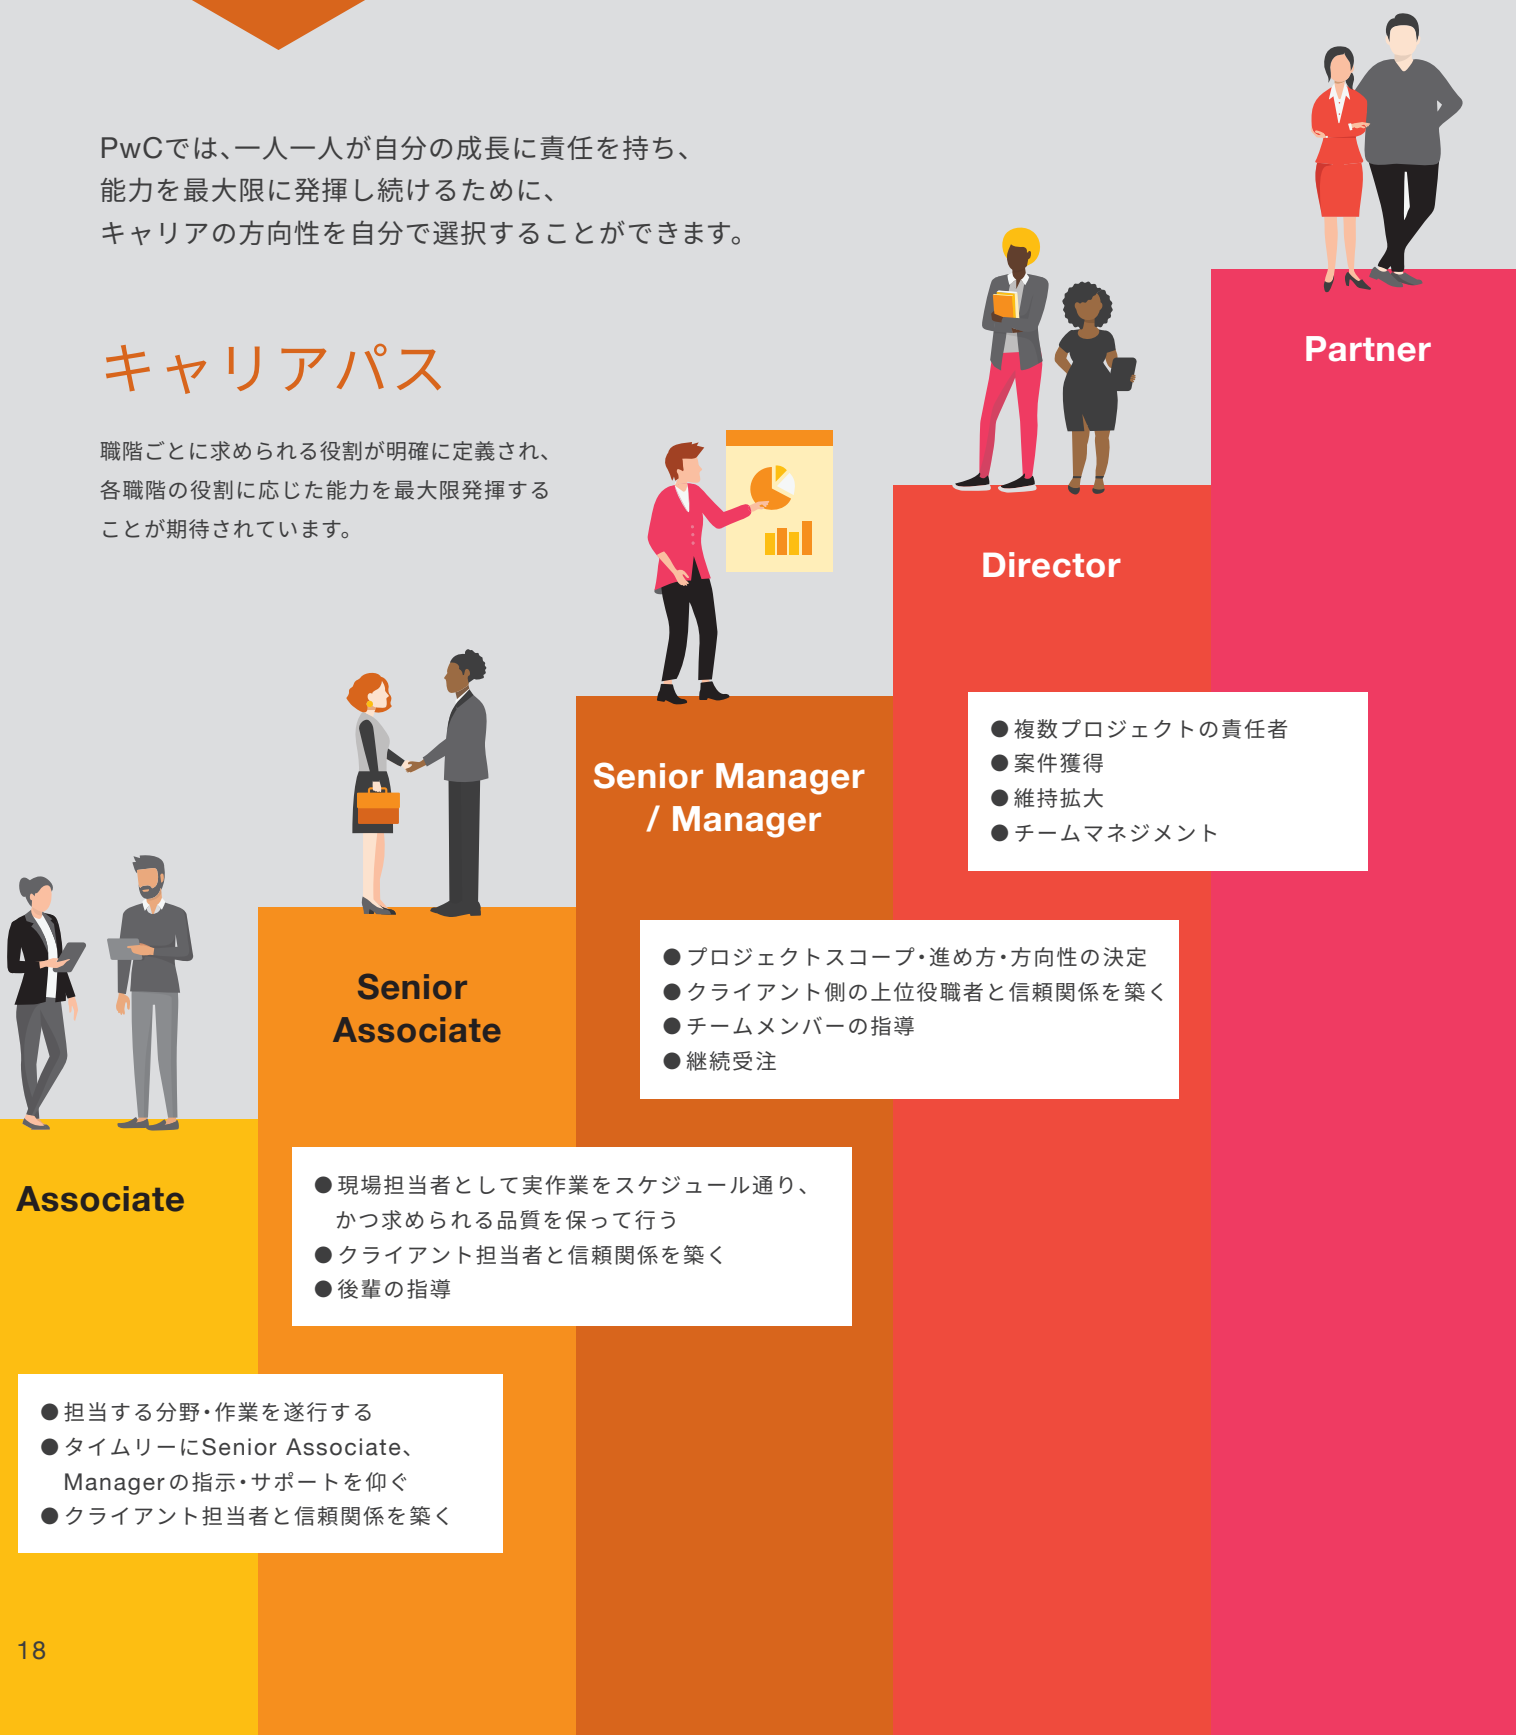 PwCでは、一人一人が自分の成長に責任を持ち、
能力を最大限に発揮し続けるために、
キャリアの方向性を自分で選択することができます。
キャリアパス
職階ごとに求められる役割が明確に定義され、
各職階の役割に応じた能力を最大限発揮する
ことが期待されています。
Partner
Director
●複数プロジェクトの責任者
●案件獲得
●維持拡大
●チームマネジメント
Senior Manager
/ Manager
●プロジェクトスコープ・進め方・方向性の決定
●クライアント側の上位役職者と信頼関係を築く
●チームメンバーの指導
●継続受注
Senior
Associate
●現場担当者として実作業をスケジュール通り、
かつ求められる品質を保って行う
●クライアント担当者と信頼関係を築く
●後輩の指導
Associate
●担当する分野・作業を遂行する
●タイムリーにSenior Associate、
Managerの指示・サポートを仰ぐ
●クライアント担当者と信頼関係を築く
18